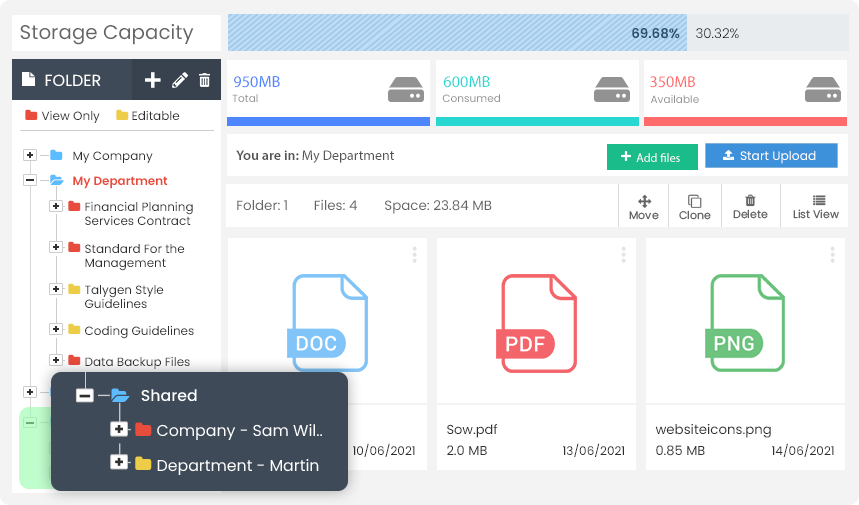 Storage Capacity
69.68%
30.32%
FOLDER
View Only
Editable
My Company
My Department
Financial Planning
Services Contract
Standard For the
Management
Talygen Style
Guidelines
Coding Guidelines
Data Backup Files
Shared
Company - Sam Wil..
Department - Martin
950MB
Total
600MB
Consumed
350MB
Available
You are in: My Department
Add files
Start Upload
Folder: 1
Files: 4
Space: 23.84 MB
Move
Clone
Delete
List View
DOC
10/06/2021
PDF
Sow.pdf
2.0 MB
13/06/2021
PNG
websiteicons.png
0.85 MB
14/06/2021